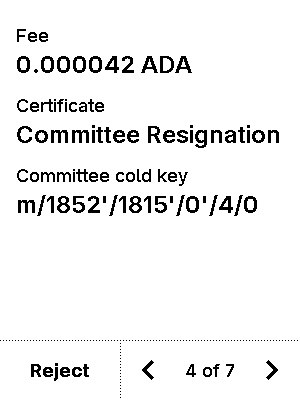 Fee
0.000042 ADA
Certificate
Committee Resignation
Committee cold key
m/1852'/1815'/0'/4/0
Reject
4 of 7